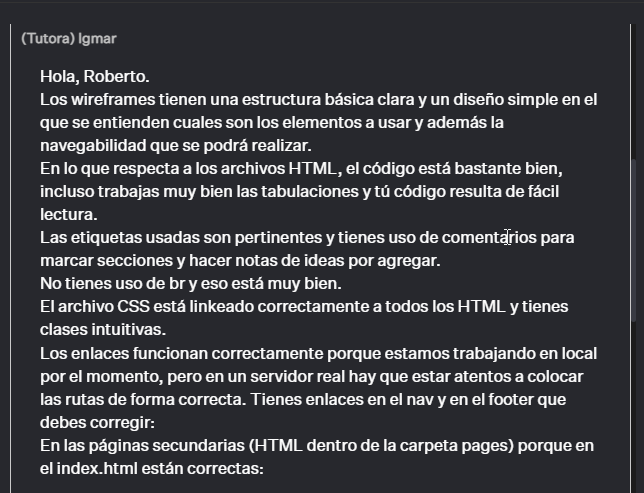 (Tutora) Igmar
Hola, Roberto.
Los wireframes tienen una estructura básica clara y un diseño simple en el
que se entienden cuales son los elementos a usar y además la
navegabilidad que se podrá realizar.
En lo que respecta a los archivos HTML, el código está bastante bien,
incluso trabajas muy bien las tabulaciones y tú código resulta de fácil
lectura.
Las etiquetas usadas son pertinentes y tienes uso de comentarios para
marcar secciones y hacer notas de ideas por agregar.
No tienes uso de br y eso está muy bien.
El archivo CSS está linkeado correctamente a todos los HTML y tienes
clases intuitivas.
Los enlaces funcionan correctamente porque estamos trabajando en local
por el momento, pero en un servidor real hay que estar atentos a colocar
las rutas de forma correcta. Tienes enlaces en el nav y en el footer que
debes corregir:
En las páginas secundarias (HTML dentro de la carpeta pages) porque en
el index.html están correctas: